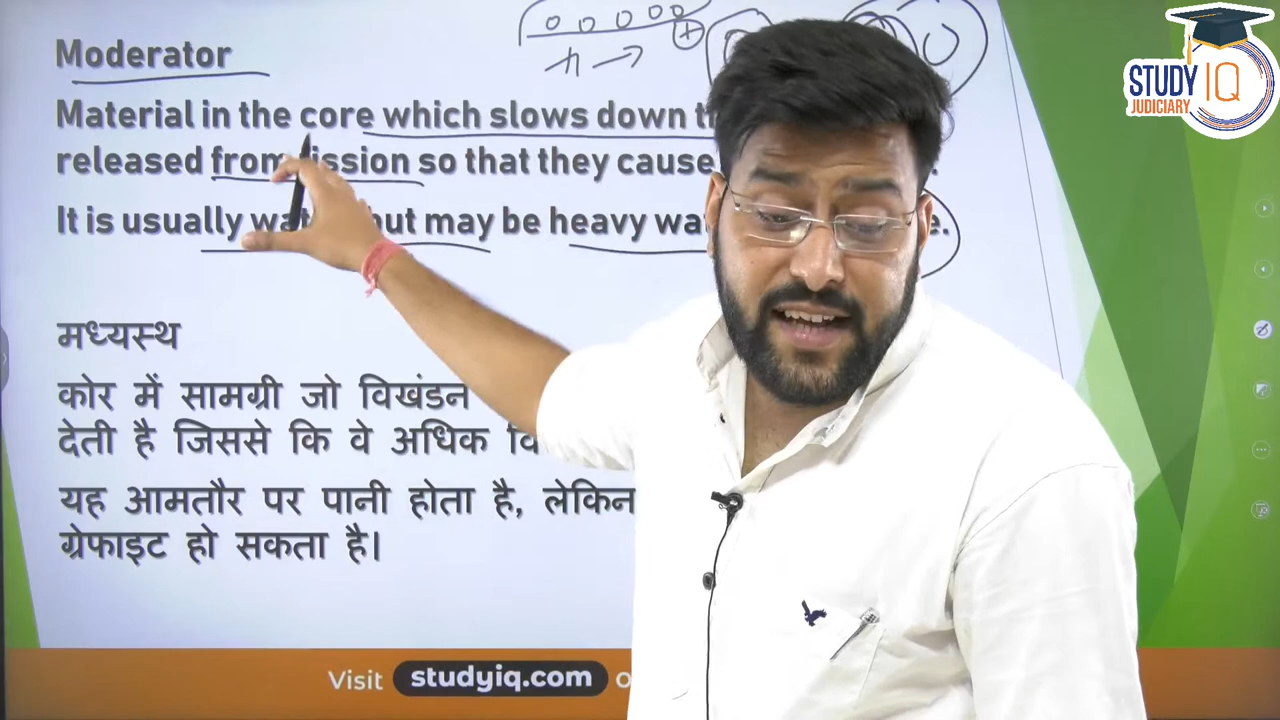 Moderator
Material in the core which slows down
released from fission so that they cause
It is usually water but may be heavy
मध्यस्थ
कोर में सामग्री जो विखंडन
देती है जिससे कि वे अधिक
यह आमतौर पर पानी होता है, लेकिन
ग्रेफाइट हो सकता है।
Visit studyiq.com
STUDY IQ
JUDICIARY